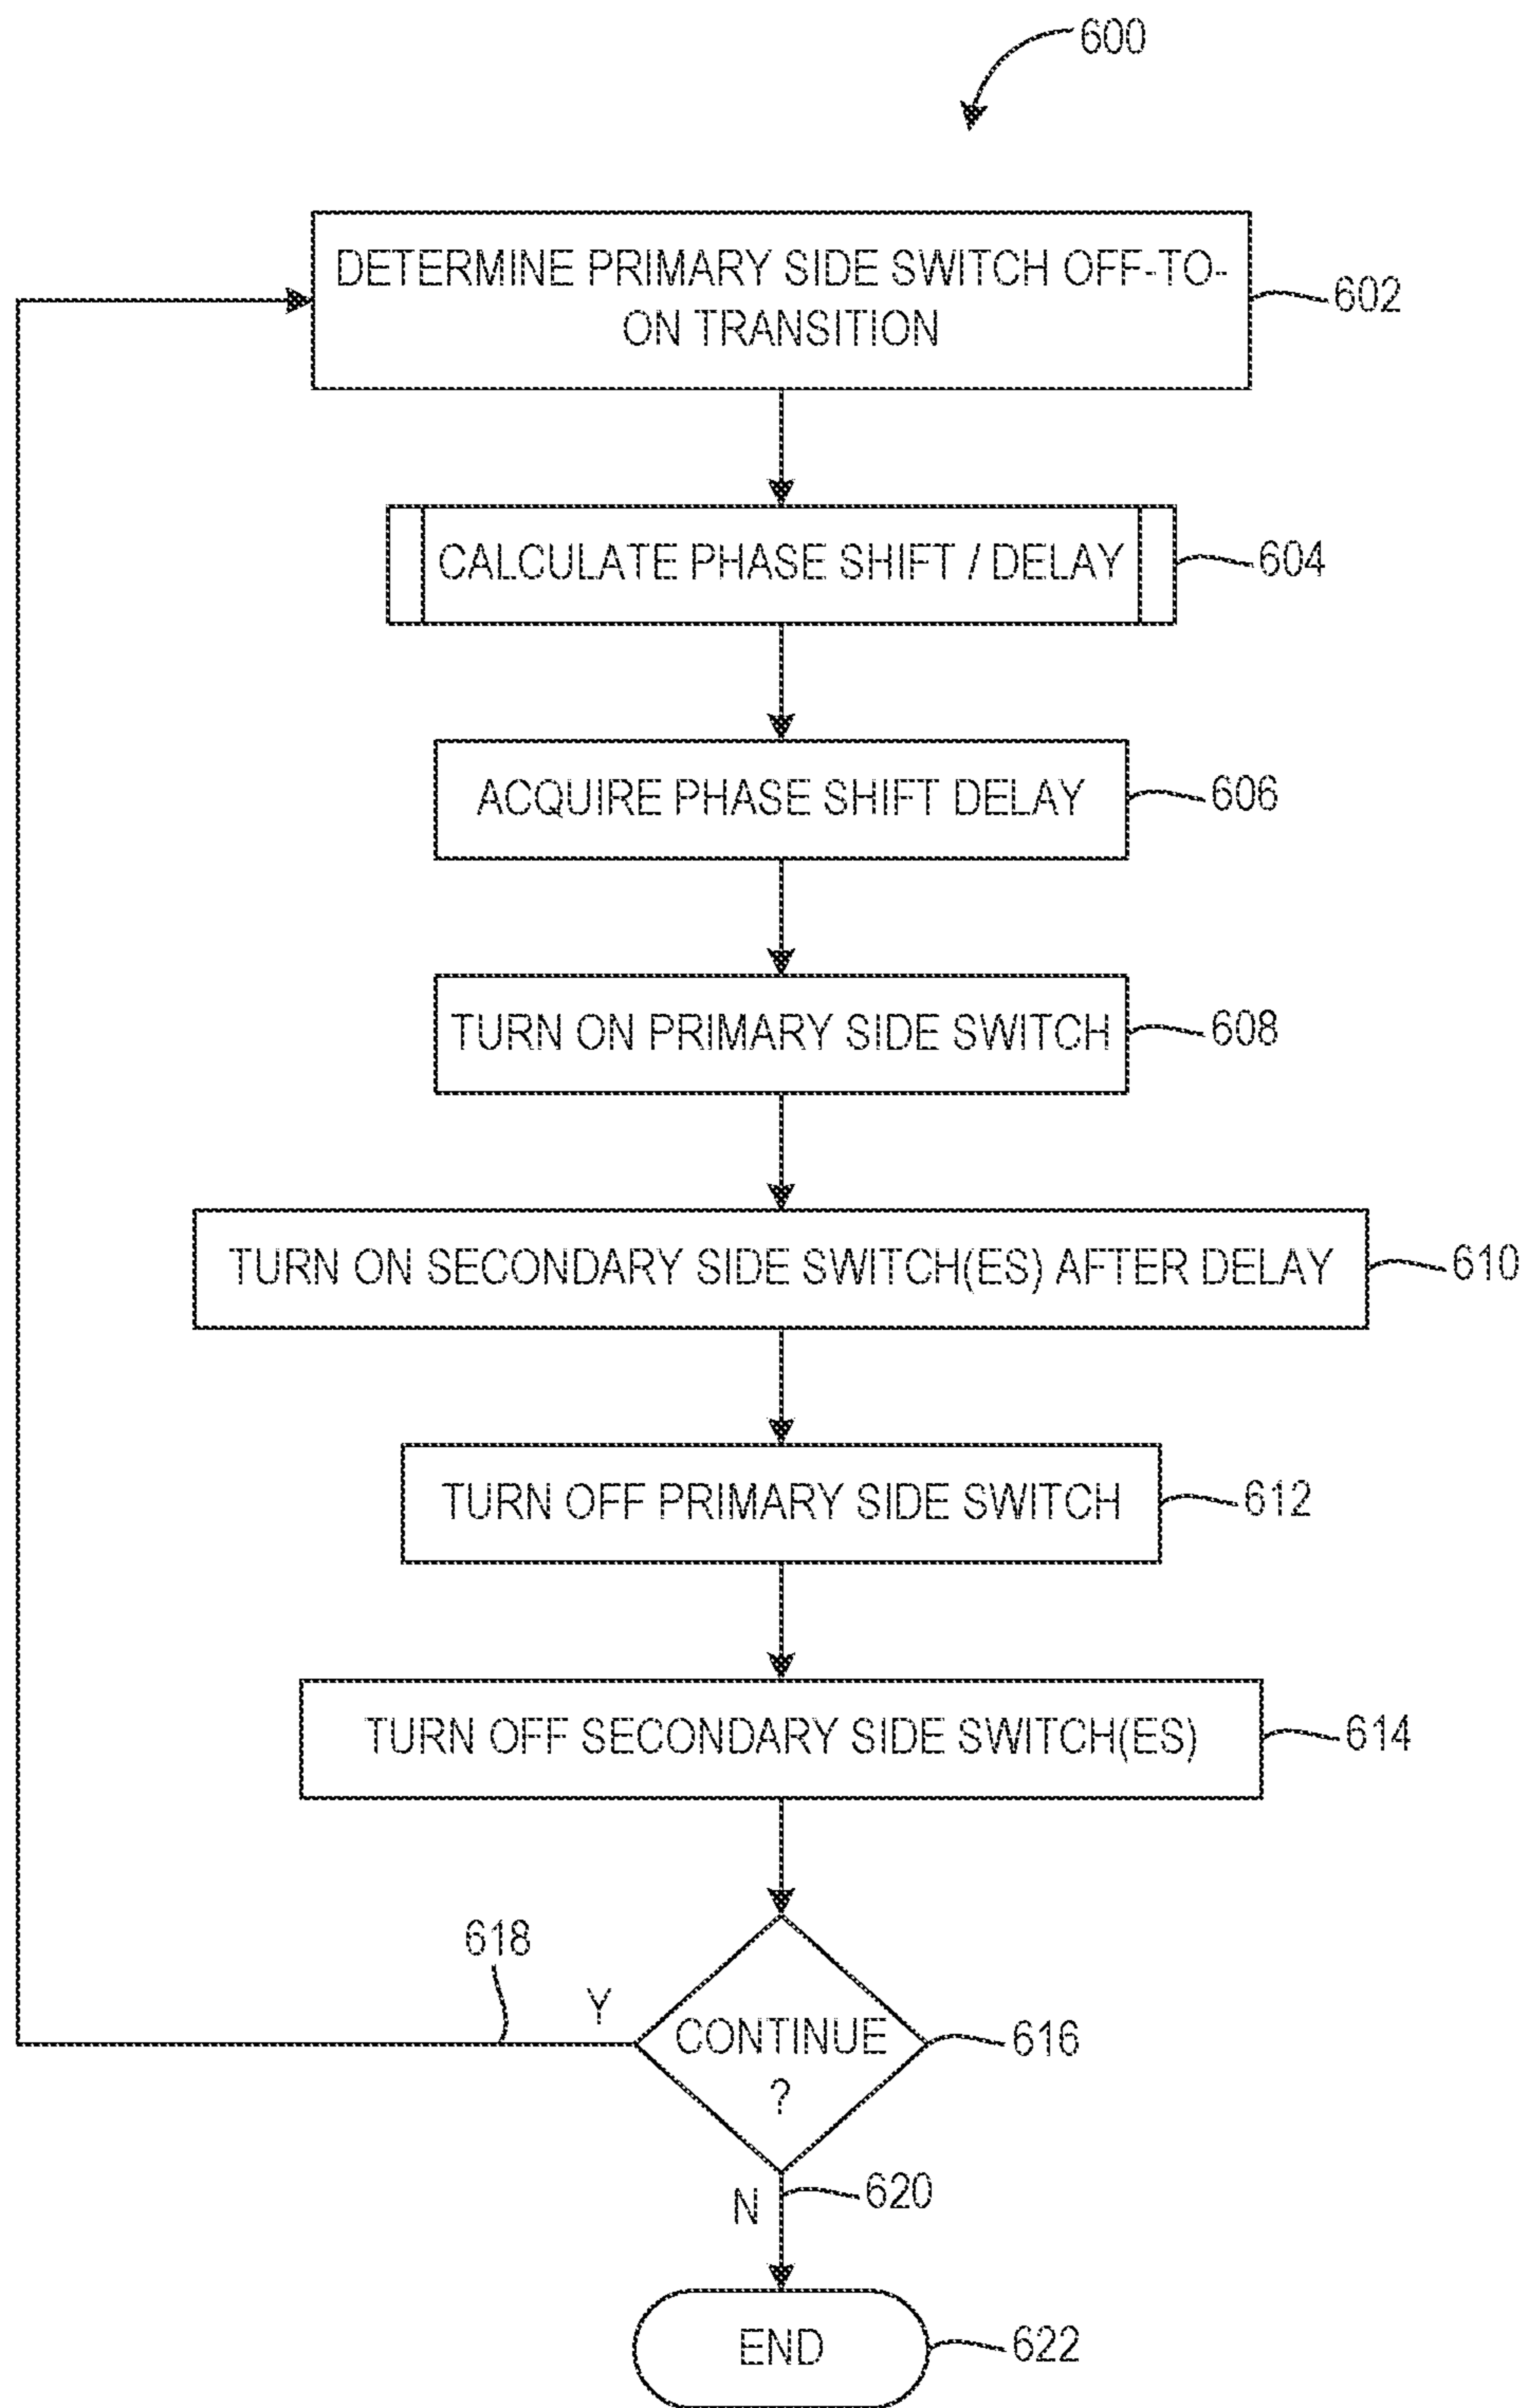 600
DETERMINE PRIMARY SIDE SWITCH OFF-TO-
ON TRANSITION
602
CALCULATE PHASE SHIFT / DELAY
604
ACQUIRE PHASE SHIFT DELAY
606
TURN ON PRIMARY SIDE SWITCH
608
TURN ON SECONDARY SIDE SWITCH(ES) AFTER DELAY
610
TURN OFF PRIMARY SIDE SWITCH
612
TURN OFF SECONDARY SIDE SWITCH(ES)
614
618
Y
CONTINUE
?
616
N
620
END
622